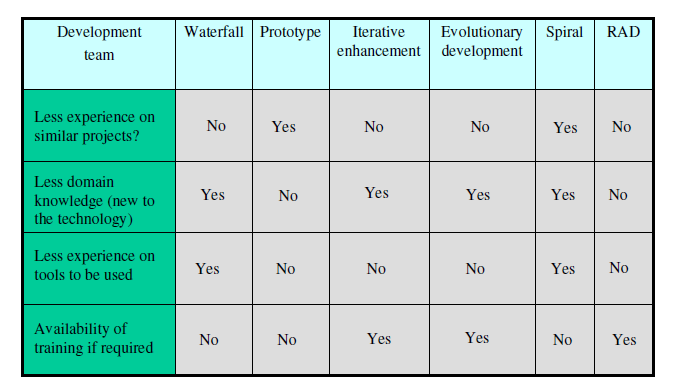 Development team Waterfall Prototype Iterative enhancement Evolutionary development Spiral RAD
Less experience on similar projects? No Yes No No Yes No
Less domain knowledge (new to the technology) Yes No Yes Yes Yes No
Less experience on tools to be used Yes No No No Yes No
Availability of training if required No No Yes Yes No Yes